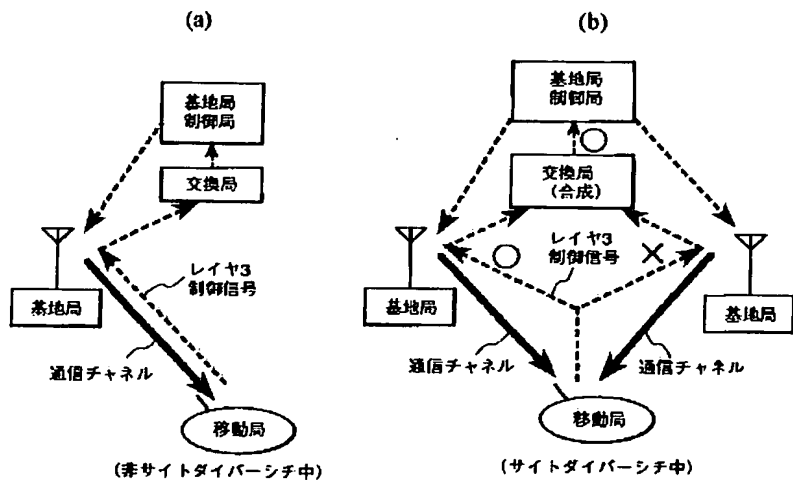 (a)
基地局
制御局
交換局
レイヤ3
制御信号
基地局
通信チャネル
移動局
(非サイトダイバーシチ中)
(b)
基地局
制御局
交換局
(合成)
レイヤ3
制御信号
基地局
基地局
通信チャネル
通信チャネル
移動局
(サイトダイバーシチ中)